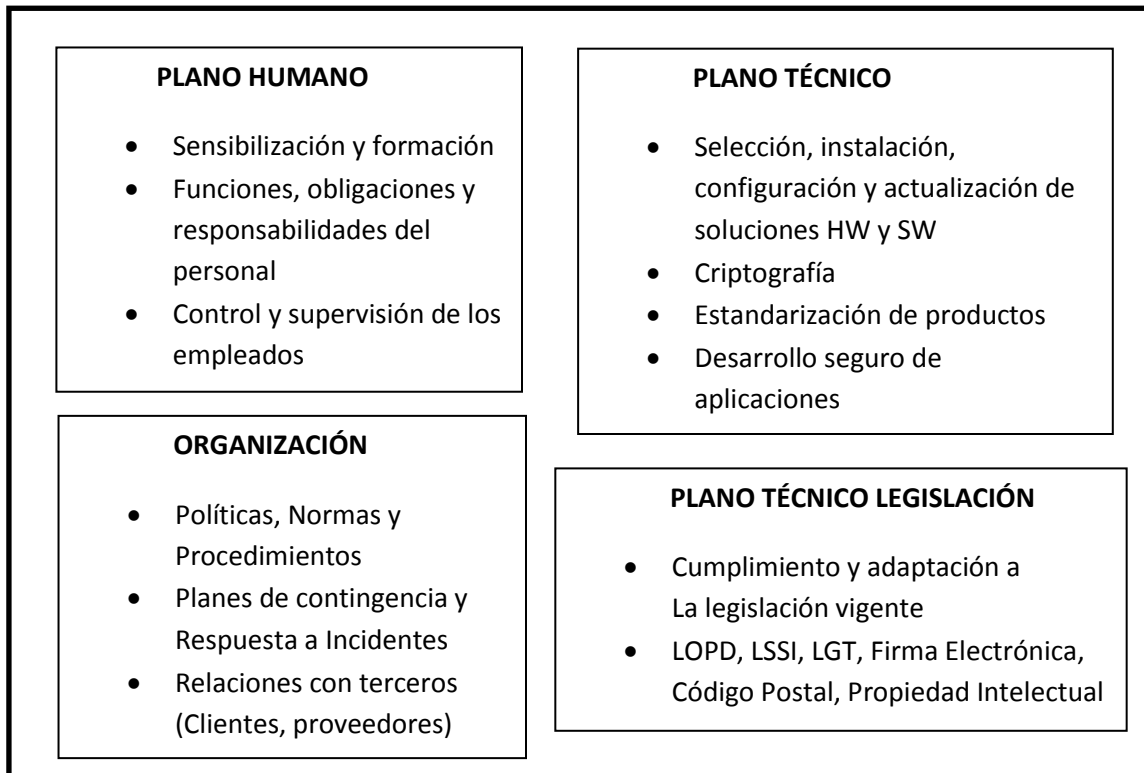 PLANO HUMANO
• Sensibilización y formación
• Funciones, obligaciones y
responsabilidades del
personal
• Control y supervisión de los
empleados
PLANO TÉCNICO
• Selección, instalación,
configuración y actualización de
soluciones HW y SW
• Criptografía
• Estandarización de productos
• Desarrollo seguro de
aplicaciones
ORGANIZACIÓN
• Políticas, Normas y
Procedimientos
• Planes de contingencia y
Respuesta a Incidentes
• Relaciones con terceros
(Clientes, proveedores)
PLANO TÉCNICO LEGISLACIÓN
• Cumplimiento y adaptación a
La legislación vigente
• LOPD, LSSI, LGT, Firma Electrónica,
Código Postal, Propiedad Intelectual